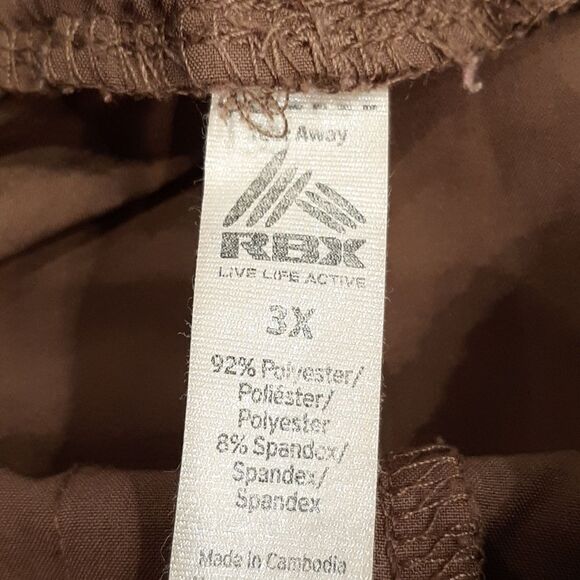 Away
RBX
LIVE LIFE ACTIVE
3X
92% Polyester/
Poliéster/
Polyester
8% Spandex/
Spandex/
Spandex
Made in Cambodia